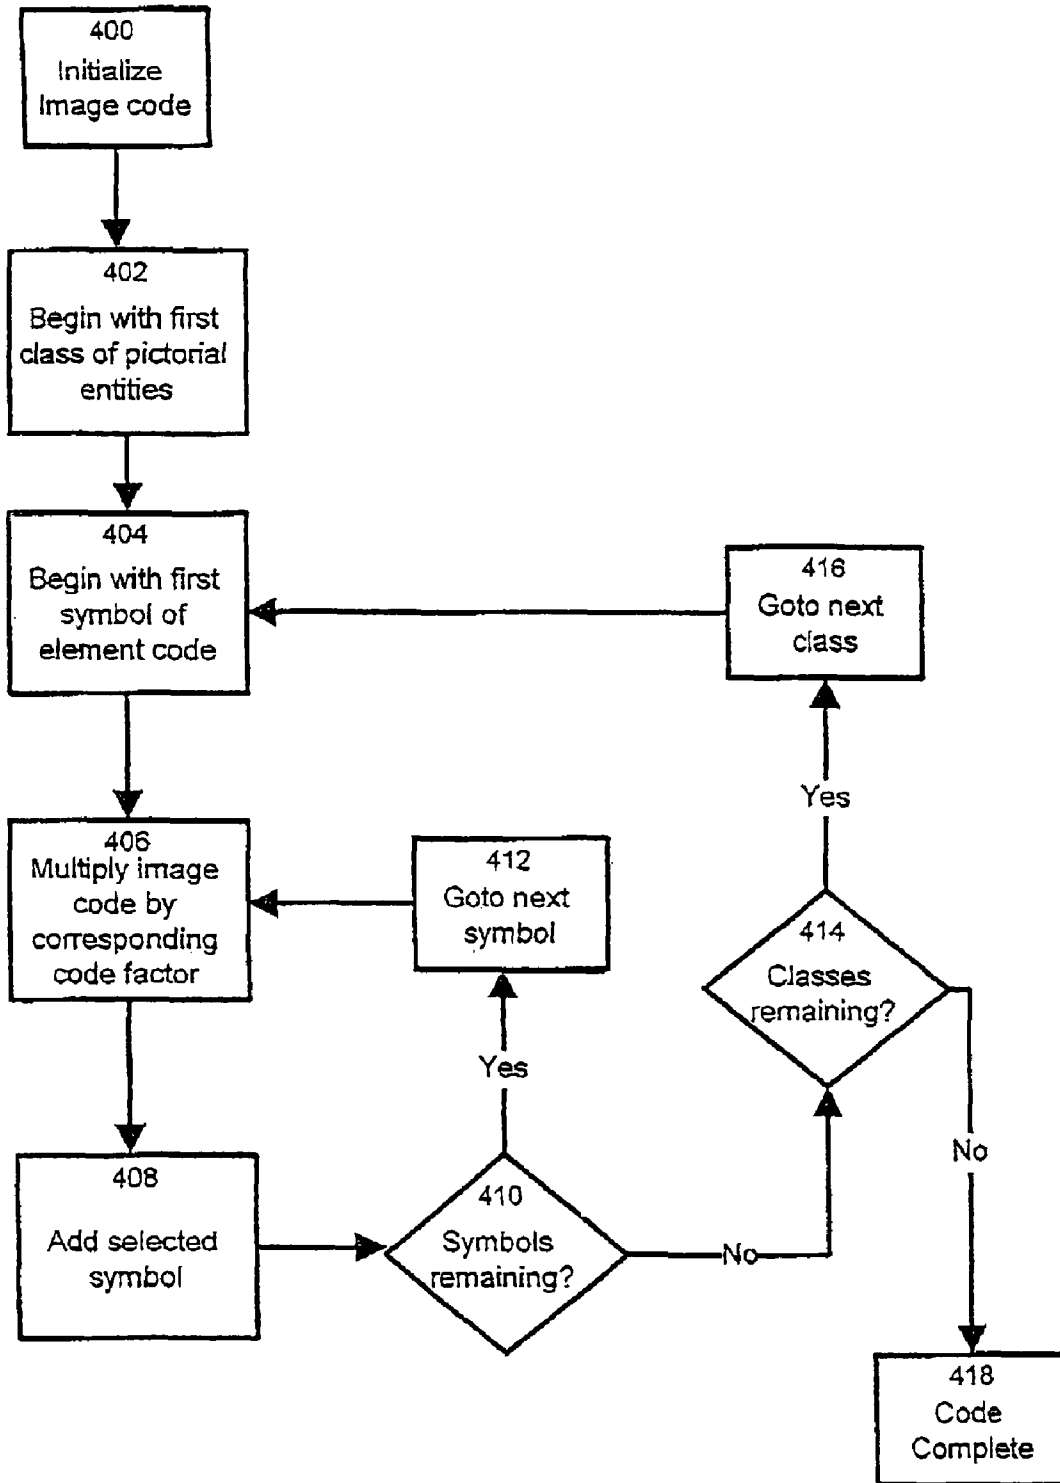 400
Initialize
Image code
402
Begin with first
class of pictorial
entities
404
Begin with first
symbol of
element code
416
Goto next
class
Yes
406
Multiply image
code by
corresponding
code factor
412
Goto next
symbol
414
Classes
remaining?
Yes
No
408
Add selected
symbol
410
Symbols
remaining?
No
418
Code
Complete